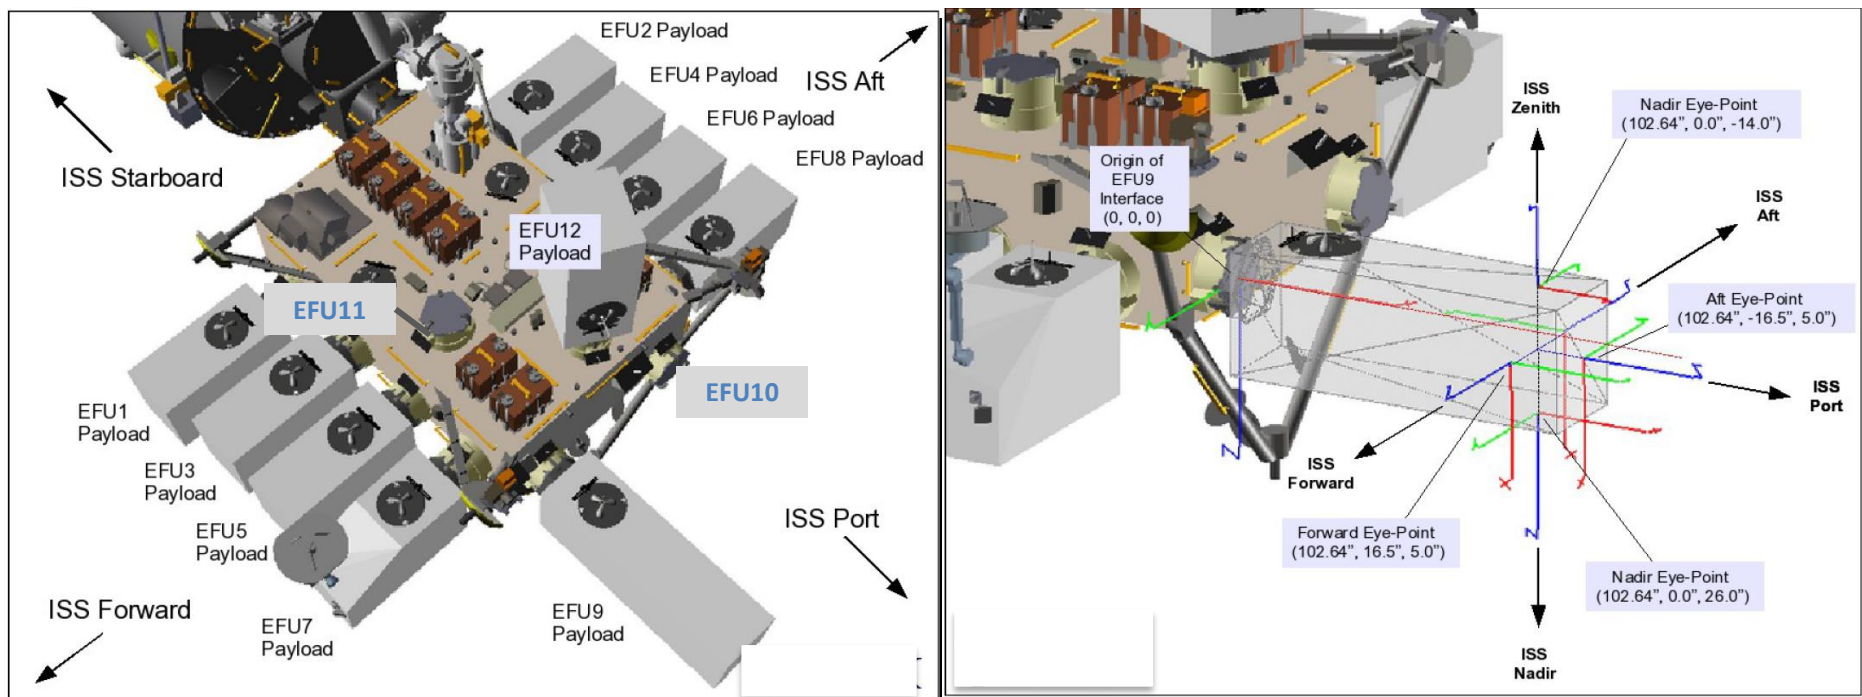 EFU2 Payload
EFU4 Payload
ISS Aft
EFU6 Payload
EFU8 Payload
ISS Starboard
EFU12
Payload
EFU11
EFU10
EFU1
Payload
EFU3
Payload
EFU5
Payload
ISS Port
ISS Forward
EFU7
Payload
EFU9
Payload
ISS
Zenith
Nadir Eye-Point
(102.64”, 0.0”, -14.0”)
Origin of
EFU9
Interface
(0, 0, 0)
ISS
Aft
Aft Eye-Point
(102.64”, -16.5”, 5.0”)
ISS
Port
ISS
Forward
Z
X
X
X
Z
Forward Eye-Point
(102.64”, 16.5”, 5.0”)
Nadir Eye-Point
(102.64”, 0.0”, 26.0”)
ISS
Nadir